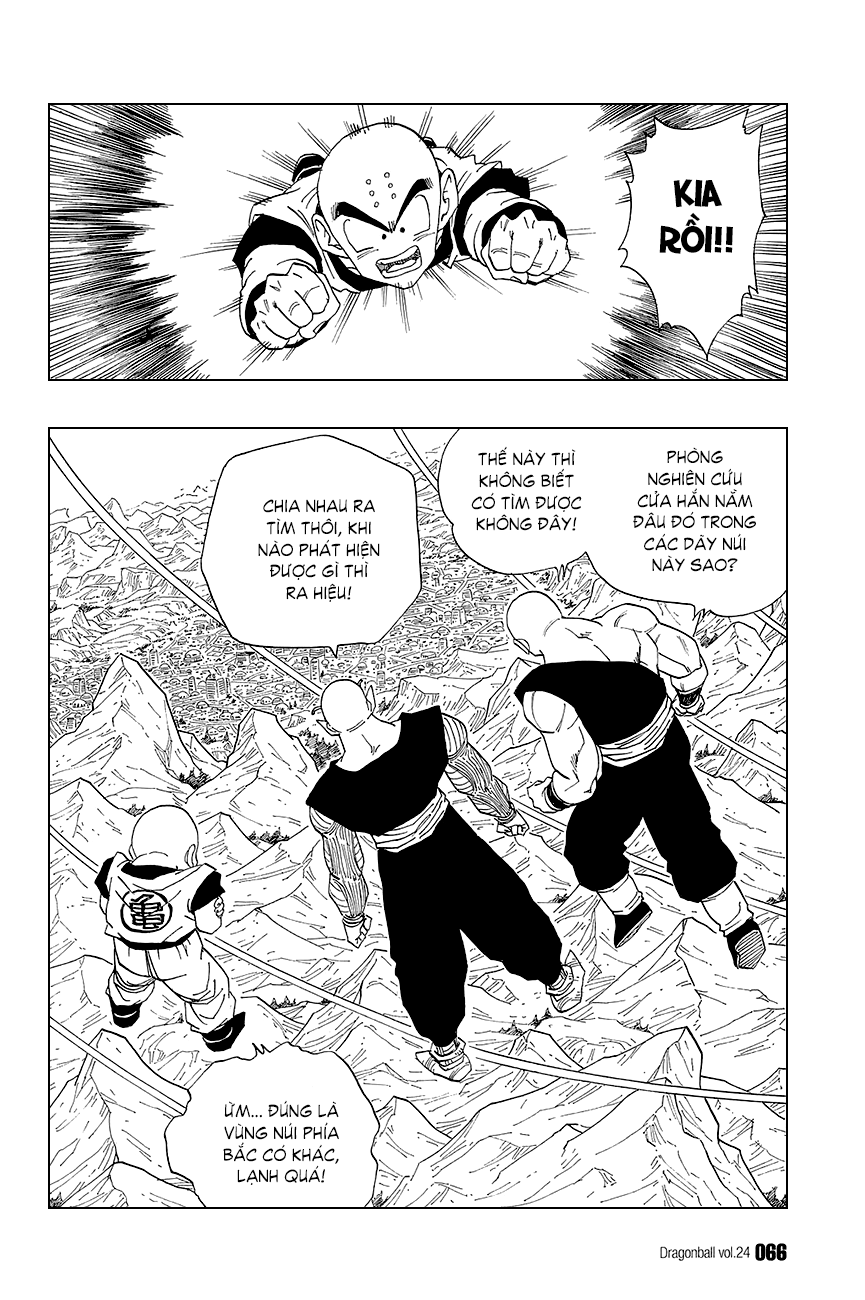 KIA
RỒI!!
PHÒNG
NGHIÊN CỨU
CỬA HẮN NẰM
ĐÂU ĐÓ TRONG
CÁC DÃY NÚI
NÀY SAO?
THẾ NÀY THÌ
KHÔNG BIẾT
CÓ TÌM ĐƯỢC
KHÔNG ĐÂY!
CHIA NHAU RA
TÌM THÔI, KHI
NÀO PHÁT HIỆN
ĐƯỢC GÌ THÌ
RA HIỆU!
亀
ỪM... ĐÚNG LÀ
VÙNG NÚI PHÍA
BẮC CÓ KHÁC,
LẠNH QUÁ!
Dragonball vol.24 066